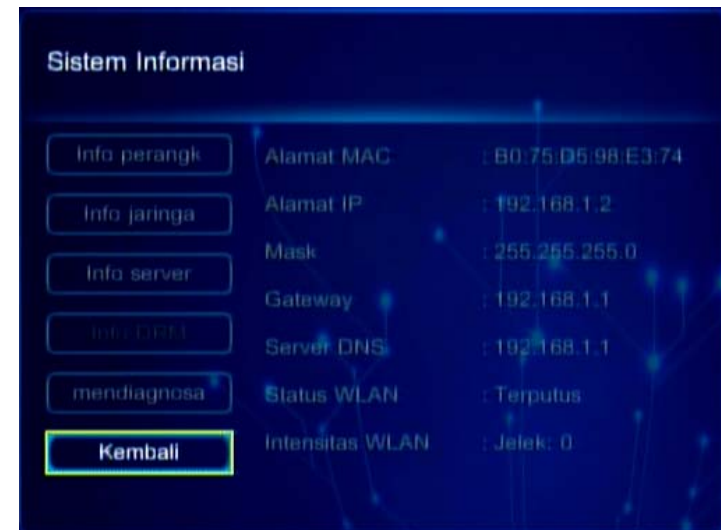 Sistem Informasi
Info perangk
Info jaringa
Info server
Info DRM
mendiagnosa
Kembali
Alamat MAC : B0:75:D5:98:E3:74
Alamat IP : 192.168.1.2
Mask : 255.255.255.0
Gateway : 192.168.1.1
Server DNS : 192.168.1.1
Status WLAN : Terputus
Intensitas WLAN : Jelek: 0